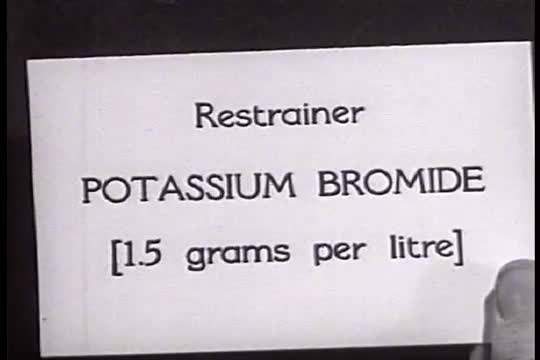 Restrainer
POTASSIUM BROMIDE
[1.5 grams per litre]